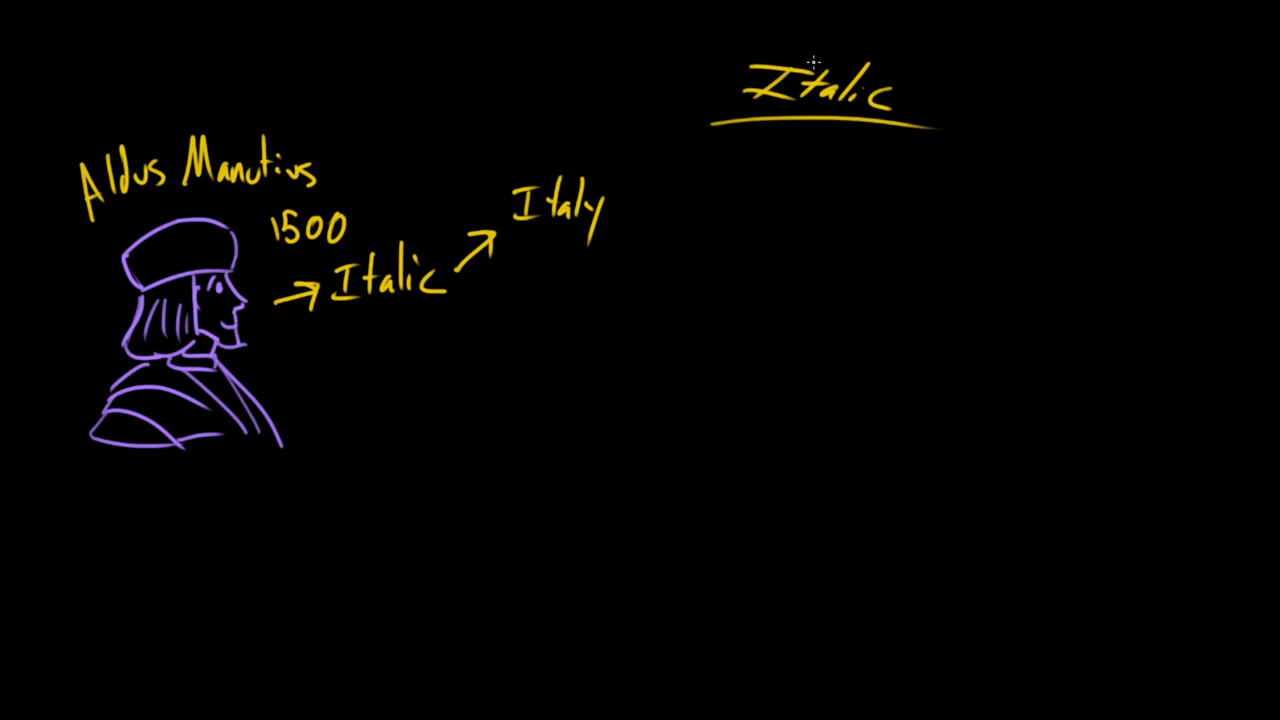 Italic
Aldus Manutius
1500
→ Italic → Italy